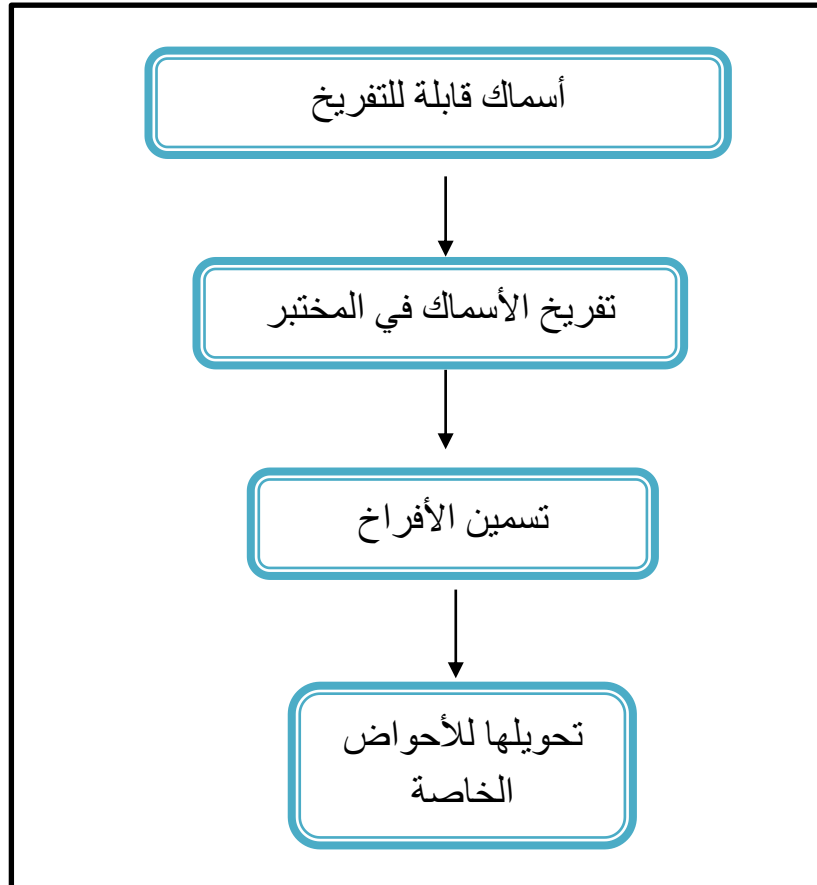 أسماك قابلة للتفريخ
تفريخ الأسماك في المختبر
تسمين الأفراخ
تحويلها للأحواض
الخاصة